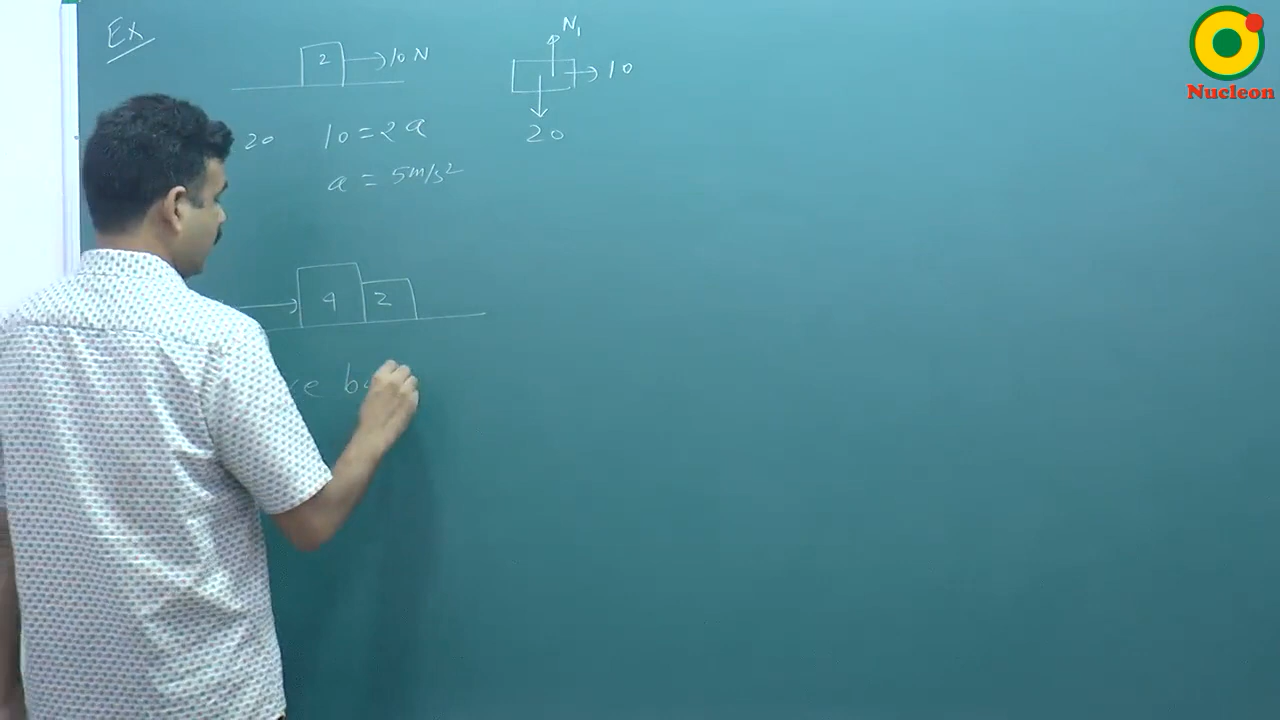 Ex
2 → 10 N
N₁
10
20
20 10 = 2a
a = 5m/s²
4 2
Nucleon